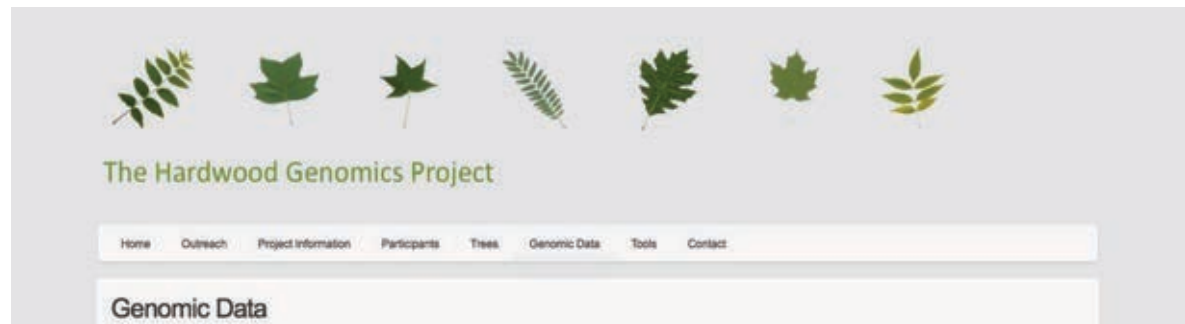 The Hardwood Genomics Project
Home Outreach Project Information Participants Trees Genomic Data Tools Contact
Genomic Data